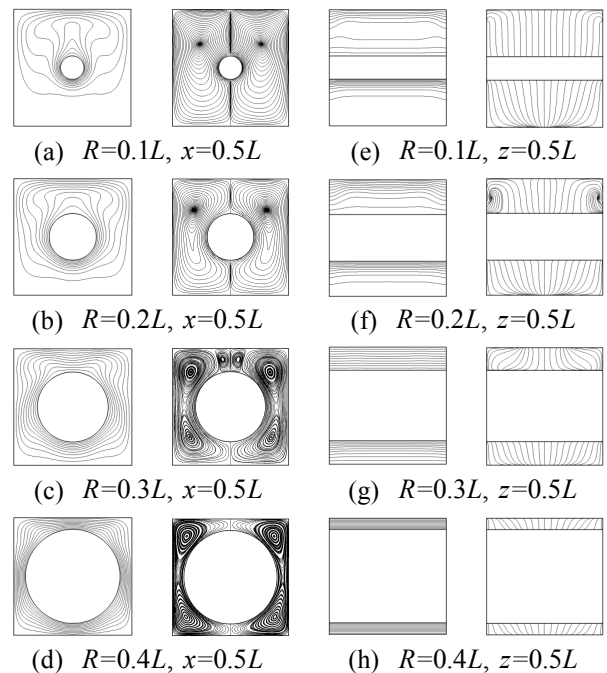 (a) R=0.1L, x=0.5L
(e) R=0.1L, z=0.5L
(b) R=0.2L, x=0.5L
(f) R=0.2L, z=0.5L
(c) R=0.3L, x=0.5L
(g) R=0.3L, z=0.5L
(d) R=0.4L, x=0.5L
(h) R=0.4L, z=0.5L